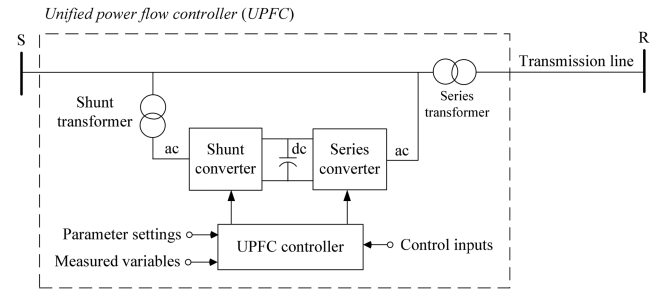 Unified power flow controller (UPFC)
S
R
Transmission line
Shunt
transformer
Series
transformer
ac
Shunt
converter
dc
Series
converter
ac
Parameter settings
Measured variables
UPFC controller
Control inputs